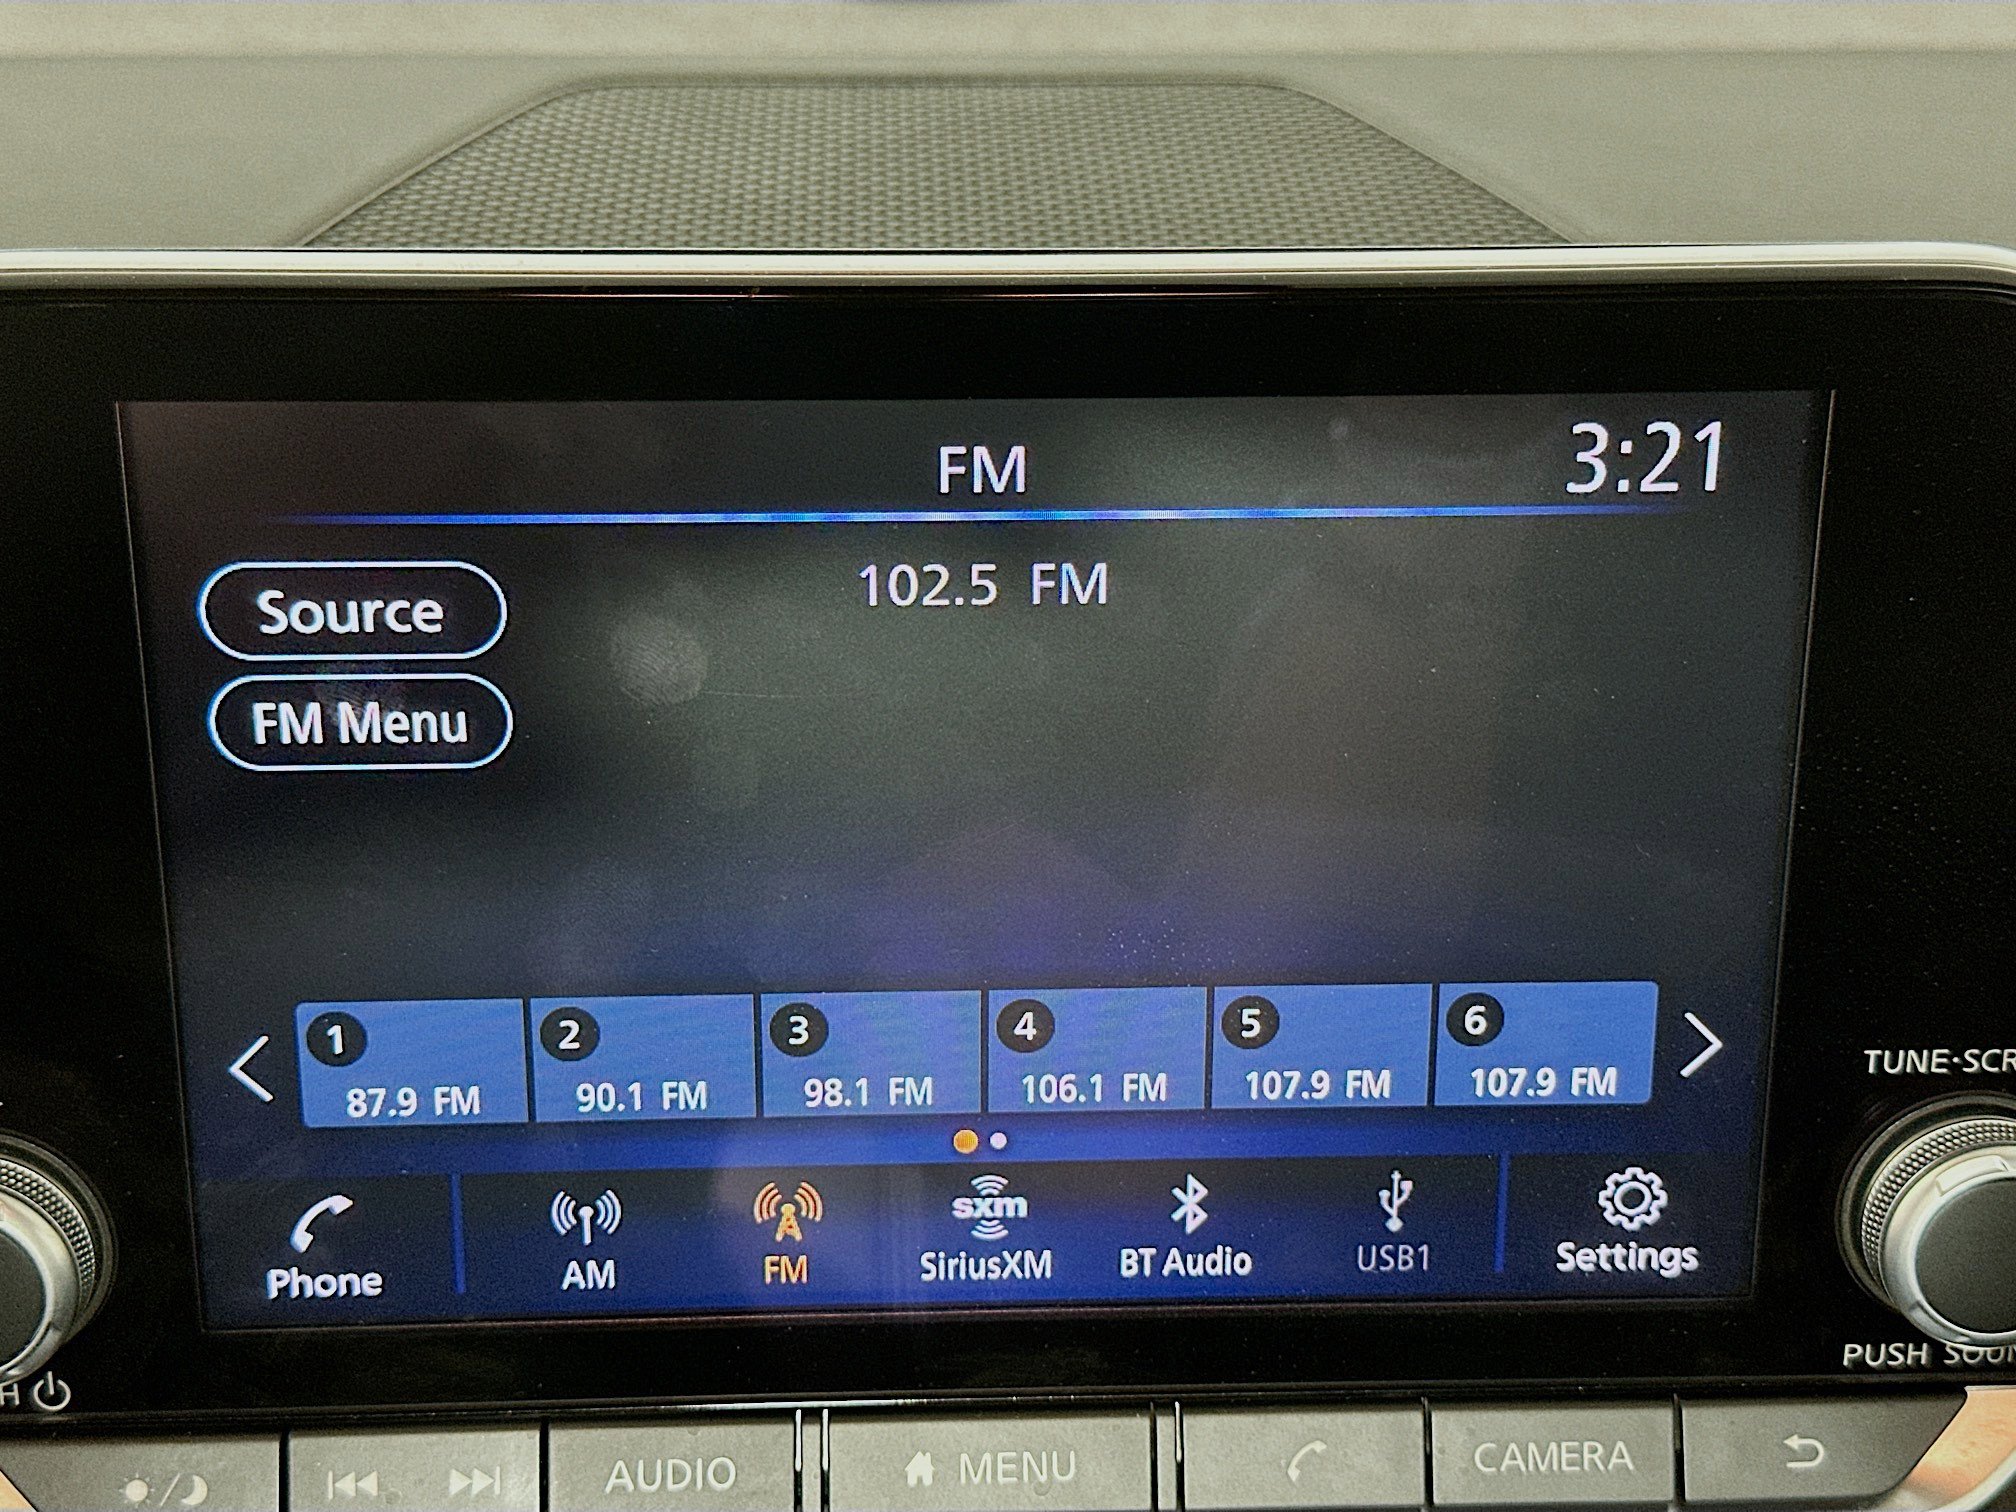 FM
3:21
102.5 FM
Source
FM Menu
1 2 3 4 5 6
87.9 FM 90.1 FM 98.1 FM 106.1 FM 107.9 FM 107.9 FM
sxm
Phone AM FM SiriusXM BT Audio USB1 Settings
TUNE·SCR
PUSH SOUN
H
AUDIO MENU CAMERA